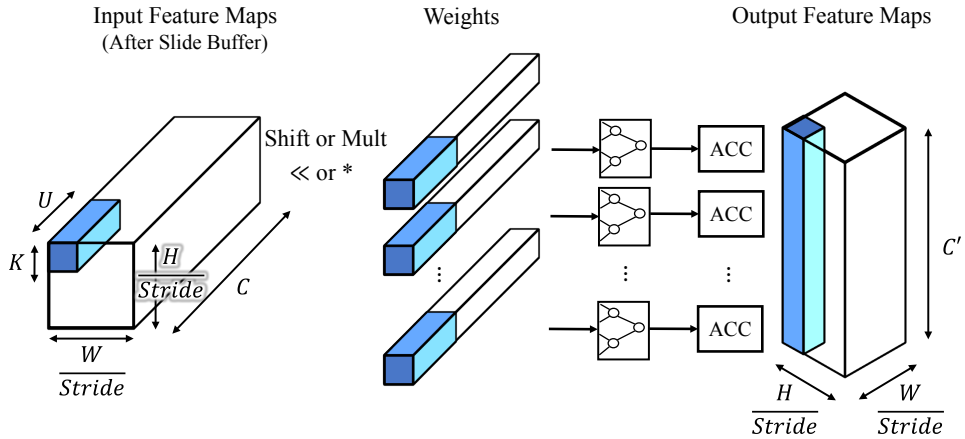 Input Feature Maps
(After Slide Buffer)
Weights
Output Feature Maps
Shift or Mult
≪ or *
U
K
H
Stride
C
W
Stride
⋮
⋮
⋮
ACC
ACC
ACC
C′
H
Stride
W
Stride